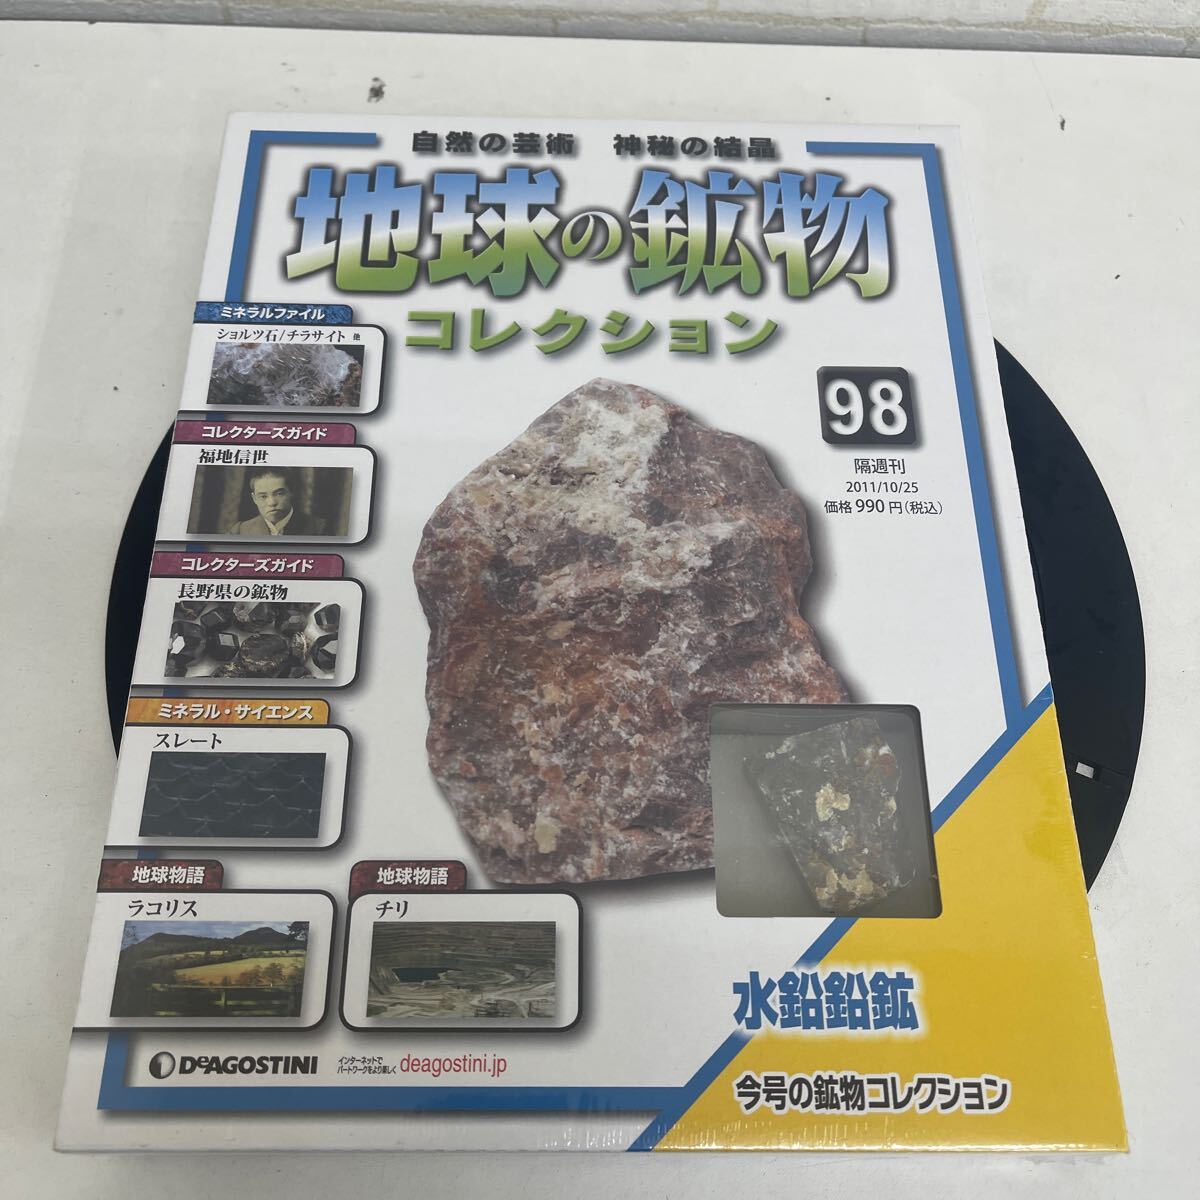 自然の芸術 神秘の結晶
地球の鉱物
コレクション
ミネラルファイル
ショルツ石/チラサイト 他
コレクターズガイド
福地信世
コレクターズガイド
長野県の鉱物
ミネラル・サイエンス
スレート
地球物語
ラコリス
地球物語
チリ
98
隔週刊
2011/10/25
価格 990 円(税込)
水鉛鉛鉱
今号の鉱物コレクション
DeAGOSTINI
インターネットで
パートワークをより楽しく
deagostini.jp